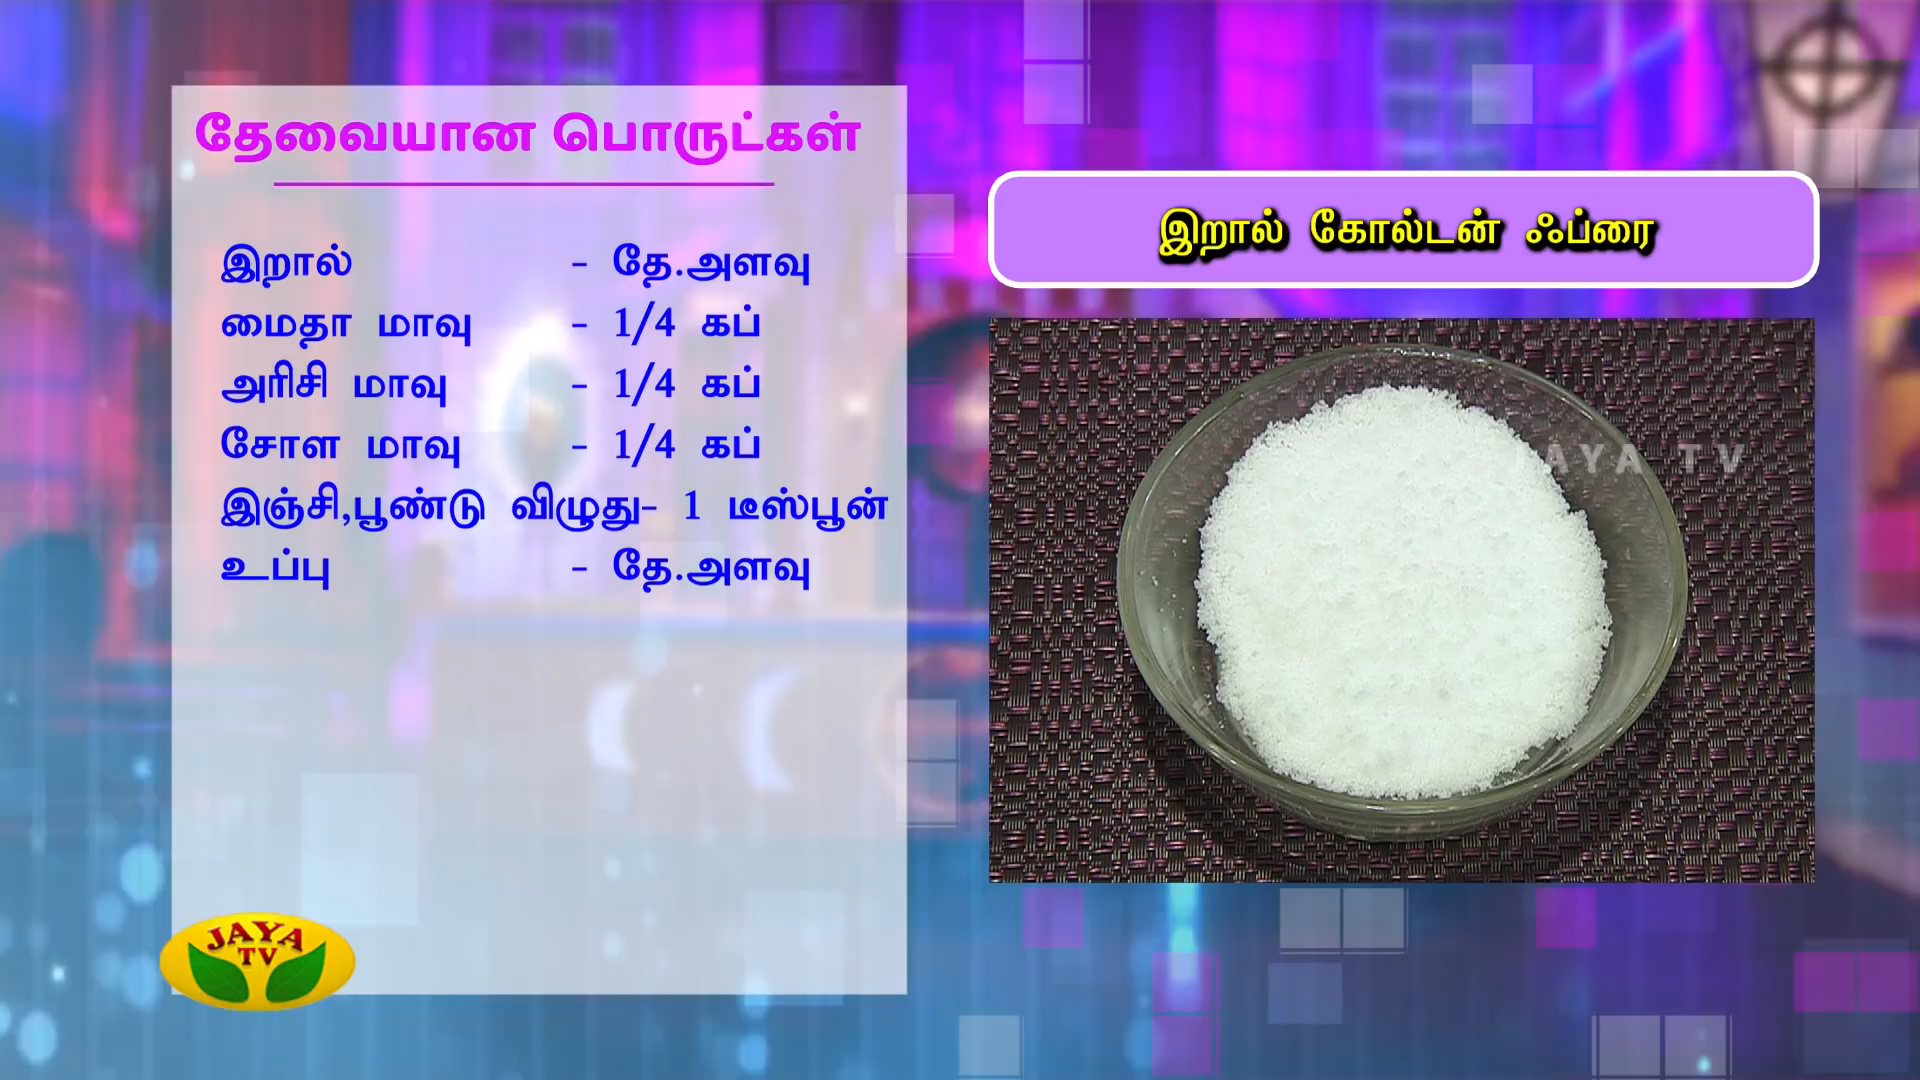 தேவையான பொருட்கள்
இறால் - தே.அளவு
மைதா மாவு - 1/4 கப்
அரிசி மாவு - 1/4 கப்
சோள மாவு - 1/4 கப்
இஞ்சி,பூண்டு விழுது- 1 டீஸ்பூன்
உப்பு - தே.அளவு
இறால் கோல்டன் ஃப்ரை
JAYA TV
JAYA
TV